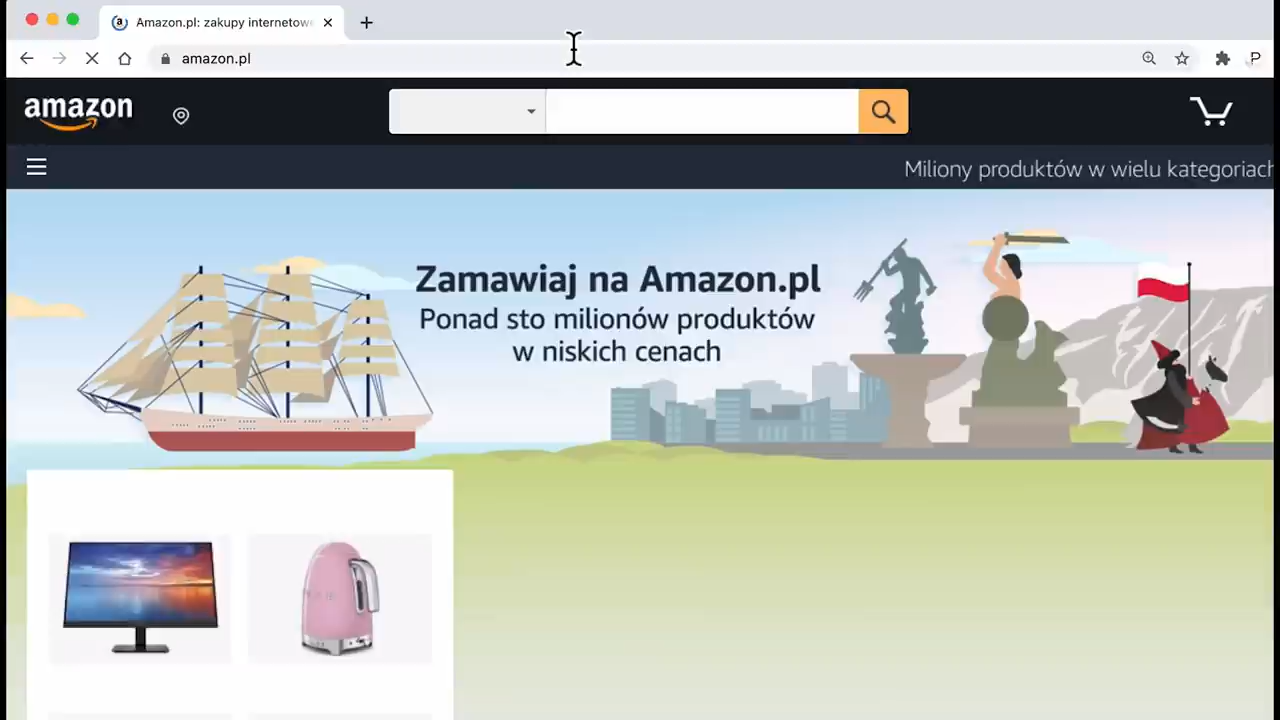 Amazon.pl: zakupy internetowe
amazon.pl
P
amazon
Miliony produktów w wielu kategoriach
Zamawiaj na Amazon.pl
Ponad sto milionów produktów
w niskich cenach